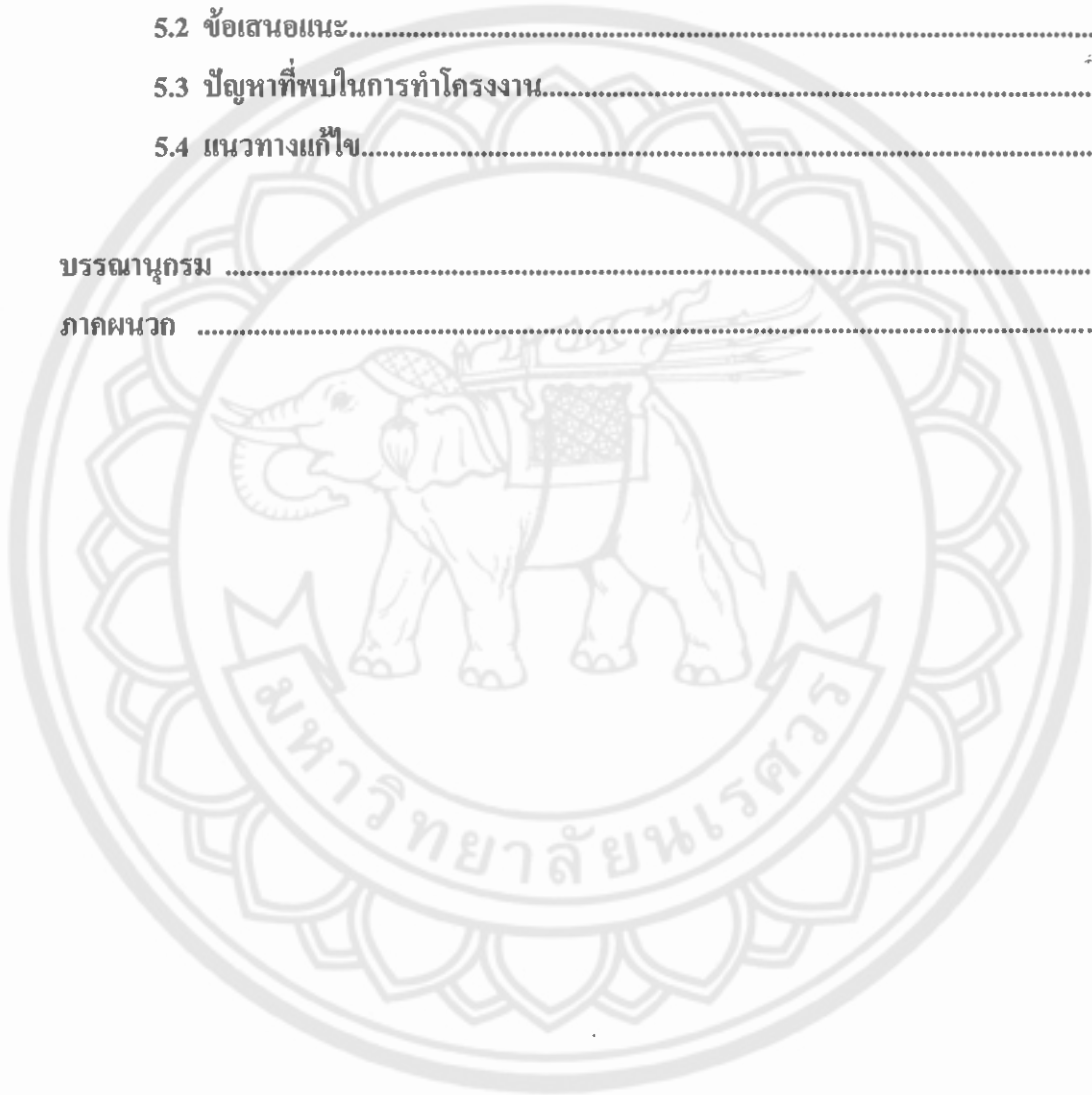 5.2 ข้อเสนอแนะ
5.3 ปัญหาที่พบในการทำโครงงาน
5.4 แนวทางแก้ไข
บรรณานุกรม
ภาคผนวก
มหาวิทยาลัยนเรศวร